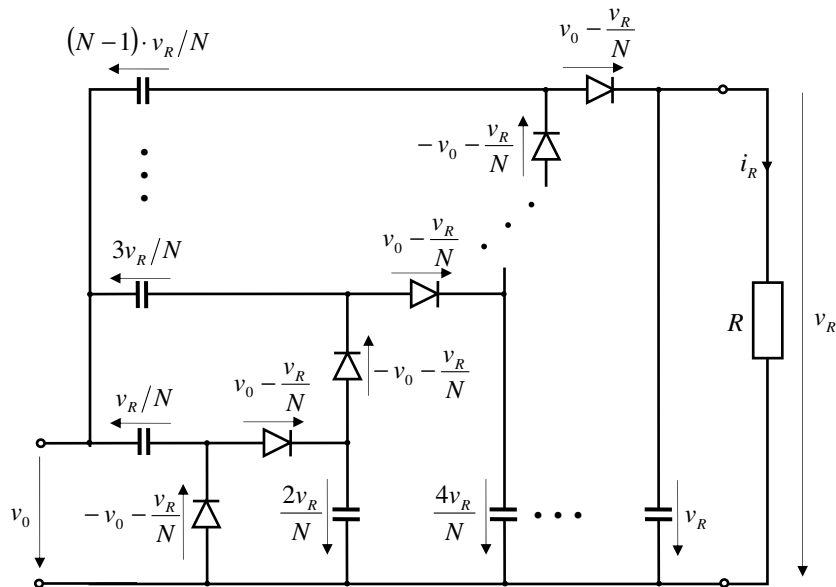 (N−1)·v_R/N
v_0 − v_R/N
−v_0 − v_R/N
i_R
3v_R/N
v_0 − v_R/N
R
v_R
−v_0 − v_R/N
v_R/N
v_0 − v_R/N
v_0
−v_0 − v_R/N
2v_R/N
4v_R/N
v_R